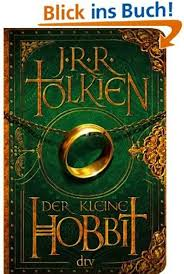 Blick ins Buch!
J.R.R.
TOLKIEN
DER KLEINE
HOBBIT
dtv